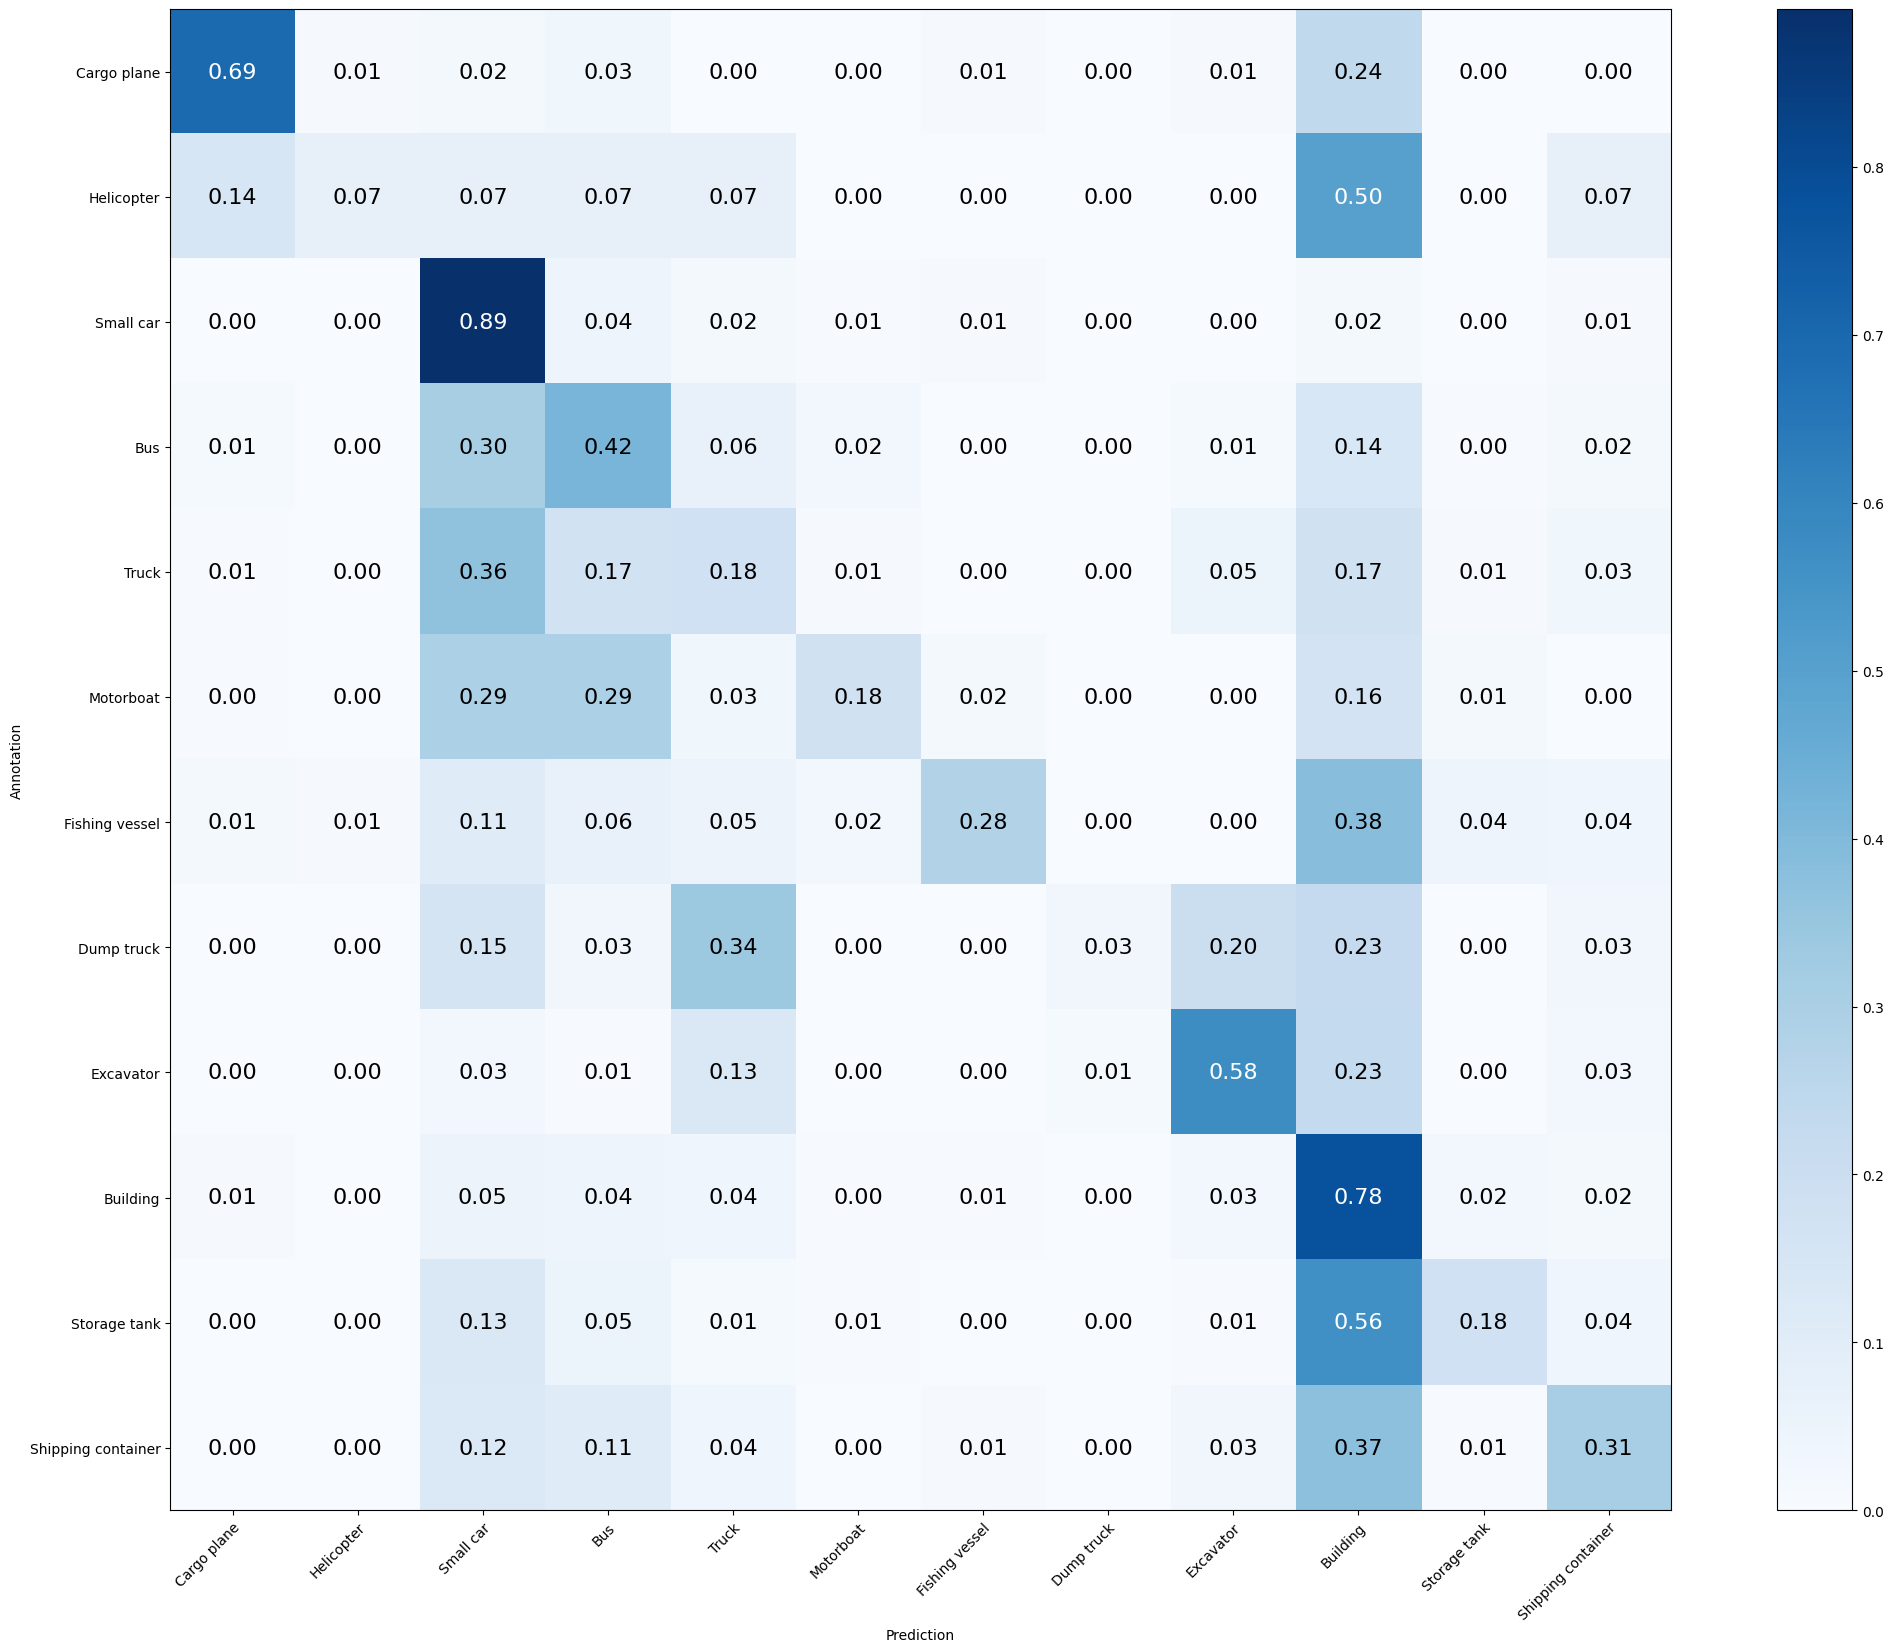 Cargo plane 0.69 0.01 0.02 0.03 0.00 0.00 0.01 0.00 0.01 0.24 0.00 0.00
Helicopter 0.14 0.07 0.07 0.07 0.07 0.00 0.00 0.00 0.00 0.50 0.00 0.07
Small car 0.00 0.00 0.89 0.04 0.02 0.01 0.01 0.00 0.00 0.02 0.00 0.01
Bus 0.01 0.00 0.30 0.42 0.06 0.02 0.00 0.00 0.01 0.14 0.00 0.02
Truck 0.01 0.00 0.36 0.17 0.18 0.01 0.00 0.00 0.05 0.17 0.01 0.03
Motorboat 0.00 0.00 0.29 0.29 0.03 0.18 0.02 0.00 0.00 0.16 0.01 0.00
Fishing vessel 0.01 0.01 0.11 0.06 0.05 0.02 0.28 0.00 0.00 0.38 0.04 0.04
Dump truck 0.00 0.00 0.15 0.03 0.34 0.00 0.00 0.03 0.20 0.23 0.00 0.03
Excavator 0.00 0.00 0.03 0.01 0.13 0.00 0.00 0.01 0.58 0.23 0.00 0.03
Building 0.01 0.00 0.05 0.04 0.04 0.00 0.01 0.00 0.03 0.78 0.02 0.02
Storage tank 0.00 0.00 0.13 0.05 0.01 0.01 0.00 0.00 0.01 0.56 0.18 0.04
Shipping container 0.00 0.00 0.12 0.11 0.04 0.00 0.01 0.00 0.03 0.37 0.01 0.31
Annotation
Cargo plane
Helicopter
Small car
Bus
Truck
Motorboat
Fishing vessel
Dump truck
Excavator
Building
Storage tank
Shipping container
Prediction
0.8
0.7
0.6
0.5
0.4
0.3
0.2
0.1
0.0